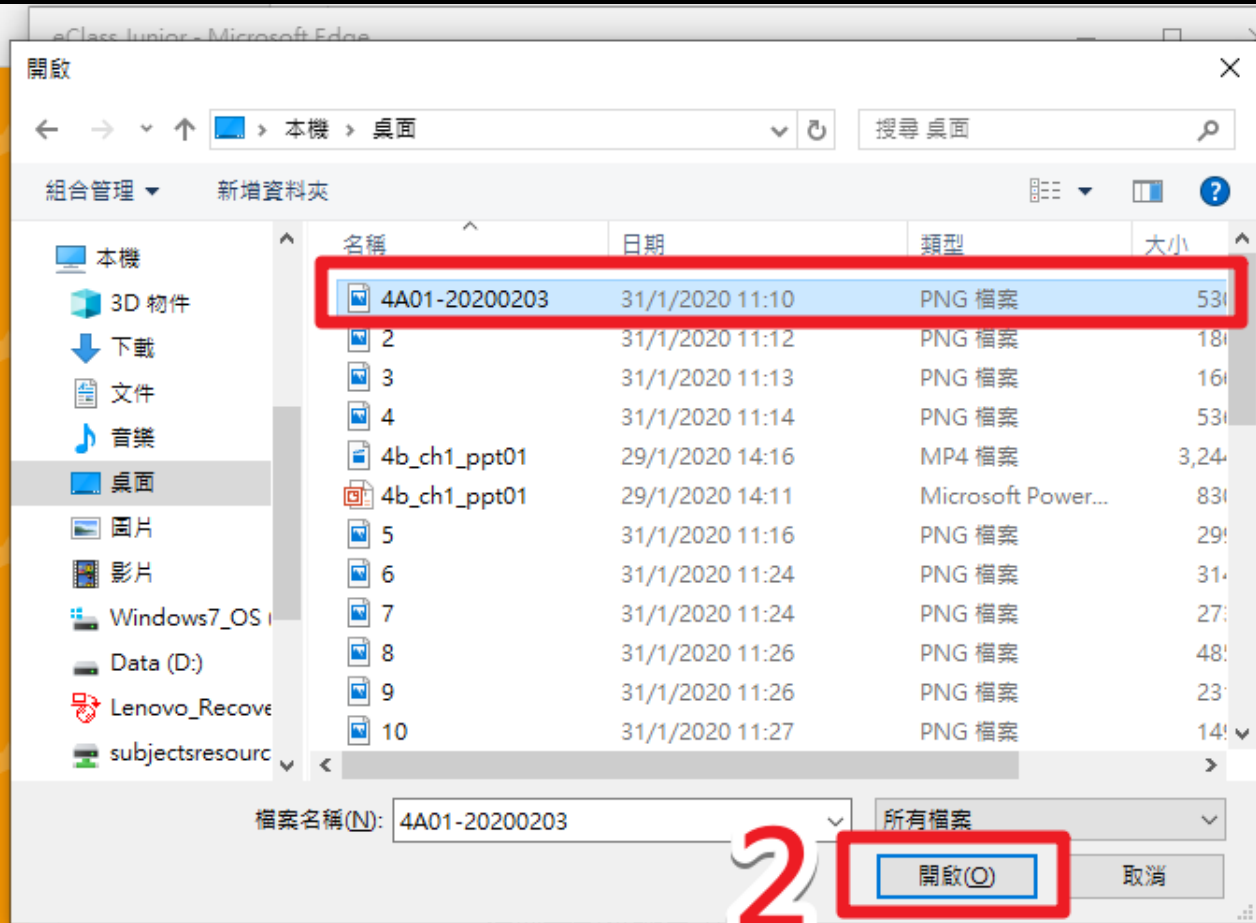 eClass Junior - Microsoft Edge
開啟
本機 › 桌面
搜尋 桌面
組合管理 新增資料夾
名稱 日期 類型 大小
4A01-20200203 31/1/2020 11:10 PNG 檔案
2 31/1/2020 11:12 PNG 檔案
3 31/1/2020 11:13 PNG 檔案
4 31/1/2020 11:14 PNG 檔案
4b_ch1_ppt01 29/1/2020 14:16 MP4 檔案
4b_ch1_ppt01 29/1/2020 14:11 Microsoft Power...
5 31/1/2020 11:16 PNG 檔案
6 31/1/2020 11:24 PNG 檔案
7 31/1/2020 11:24 PNG 檔案
8 31/1/2020 11:26 PNG 檔案
9 31/1/2020 11:26 PNG 檔案
10 31/1/2020 11:27 PNG 檔案
本機
3D 物件
下載
文件
音樂
桌面
圖片
影片
Windows7_OS (
Data (D:)
Lenovo_Recove
subjectsresourc
檔案名稱(N): 4A01-20200203
所有檔案
2
開啟(O) 取消